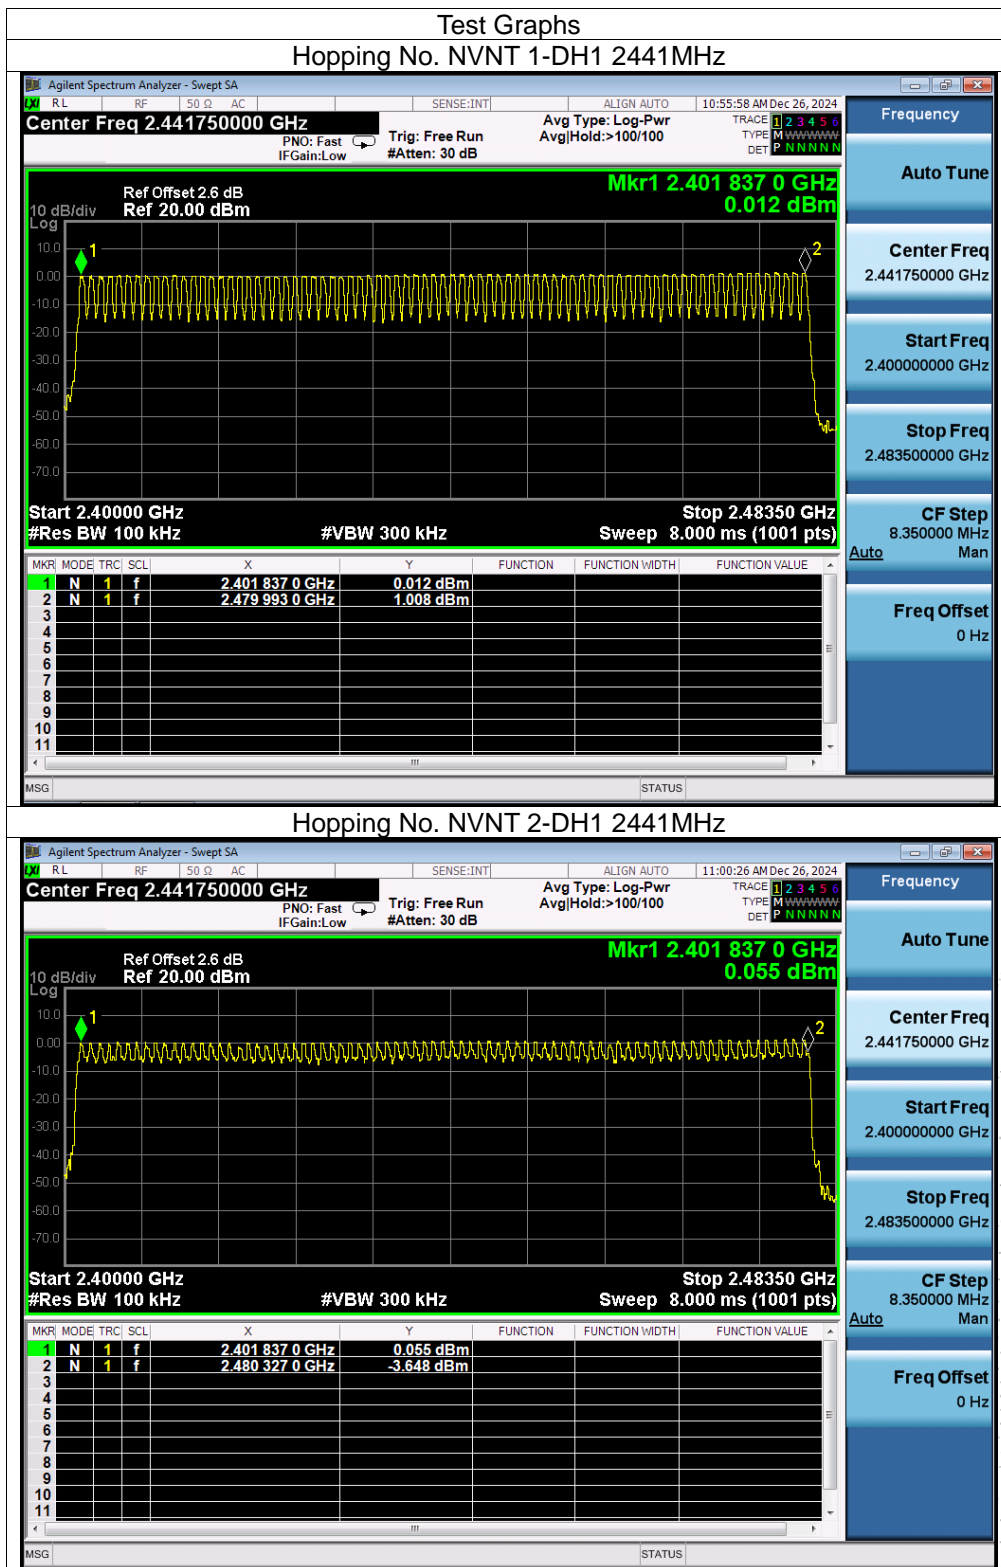 Test Graphs
Hopping No. NVNT 1-DH1 2441MHz
Agilent Spectrum Analyzer - Swept SA
LXI RL RF 50 Ω AC SENSE:INT ALIGN AUTO 10:55:58 AM Dec 26, 2024
Center Freq 2.441750000 GHz Avg Type: Log-Pwr TRACE 1 2 3 4 5 6
PNO: Fast Trig: Free Run Avg|Hold:>100/100 TYPE M WWWWW
IFGain:Low #Atten: 30 dB DET P N N N N N
Frequency
Auto Tune
Mkr1 2.401 837 0 GHz
Ref Offset 2.6 dB
10 dB/div Ref 20.00 dBm 0.012 dBm
Log
10.0
0.00
-10.0
-20.0
-30.0
-40.0
-50.0
-60.0
-70.0
1
2
Center Freq
2.441750000 GHz
Start Freq
2.400000000 GHz
Stop Freq
2.483500000 GHz
Start 2.40000 GHz Stop 2.48350 GHz
#Res BW 100 kHz #VBW 300 kHz Sweep 8.000 ms (1001 pts)
CF Step
8.350000 MHz
Auto Man
MKR MODE TRC SCL X Y FUNCTION FUNCTION WIDTH FUNCTION VALUE
1 N 1 f 2.401 837 0 GHz 0.012 dBm
2 N 1 f 2.479 993 0 GHz 1.008 dBm
3
4
5
6
7
8
9
10
11
Freq Offset
0 Hz
MSG STATUS
Hopping No. NVNT 2-DH1 2441MHz
Agilent Spectrum Analyzer - Swept SA
LXI RL RF 50 Ω AC SENSE:INT ALIGN AUTO 11:00:26 AM Dec 26, 2024
Center Freq 2.441750000 GHz Avg Type: Log-Pwr TRACE 1 2 3 4 5 6
PNO: Fast Trig: Free Run Avg|Hold:>100/100 TYPE M WWWWW
IFGain:Low #Atten: 30 dB DET P N N N N N
Frequency
Auto Tune
Mkr1 2.401 837 0 GHz
Ref Offset 2.6 dB
10 dB/div Ref 20.00 dBm 0.055 dBm
Log
10.0
0.00
-10.0
-20.0
-30.0
-40.0
-50.0
-60.0
-70.0
1
2
Center Freq
2.441750000 GHz
Start Freq
2.400000000 GHz
Stop Freq
2.483500000 GHz
Start 2.40000 GHz Stop 2.48350 GHz
#Res BW 100 kHz #VBW 300 kHz Sweep 8.000 ms (1001 pts)
CF Step
8.350000 MHz
Auto Man
MKR MODE TRC SCL X Y FUNCTION FUNCTION WIDTH FUNCTION VALUE
1 N 1 f 2.401 837 0 GHz 0.055 dBm
2 N 1 f 2.480 327 0 GHz -3.648 dBm
3
4
5
6
7
8
9
10
11
Freq Offset
0 Hz
MSG STATUS